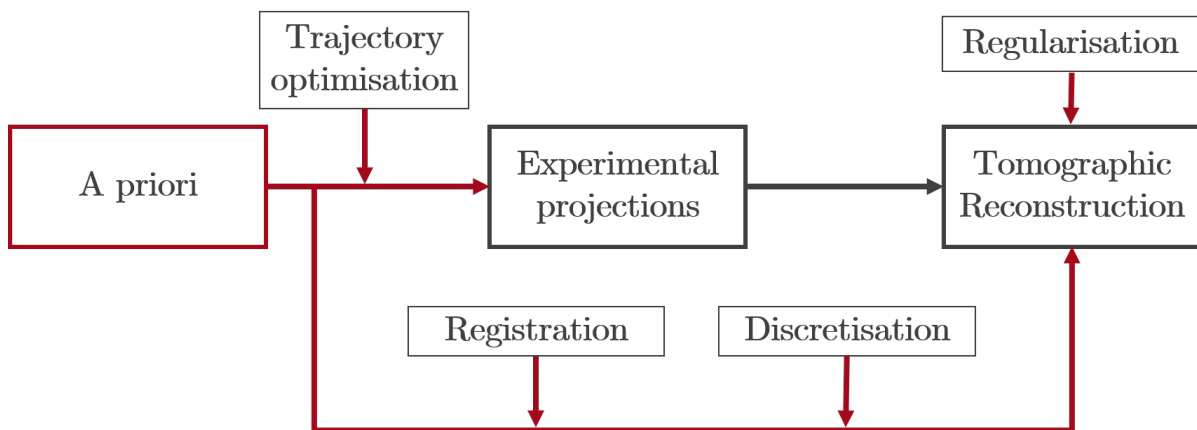 Trajectory
optimisation
Regularisation
A priori
Experimental
projections
Tomographic
Reconstruction
Registration
Discretisation